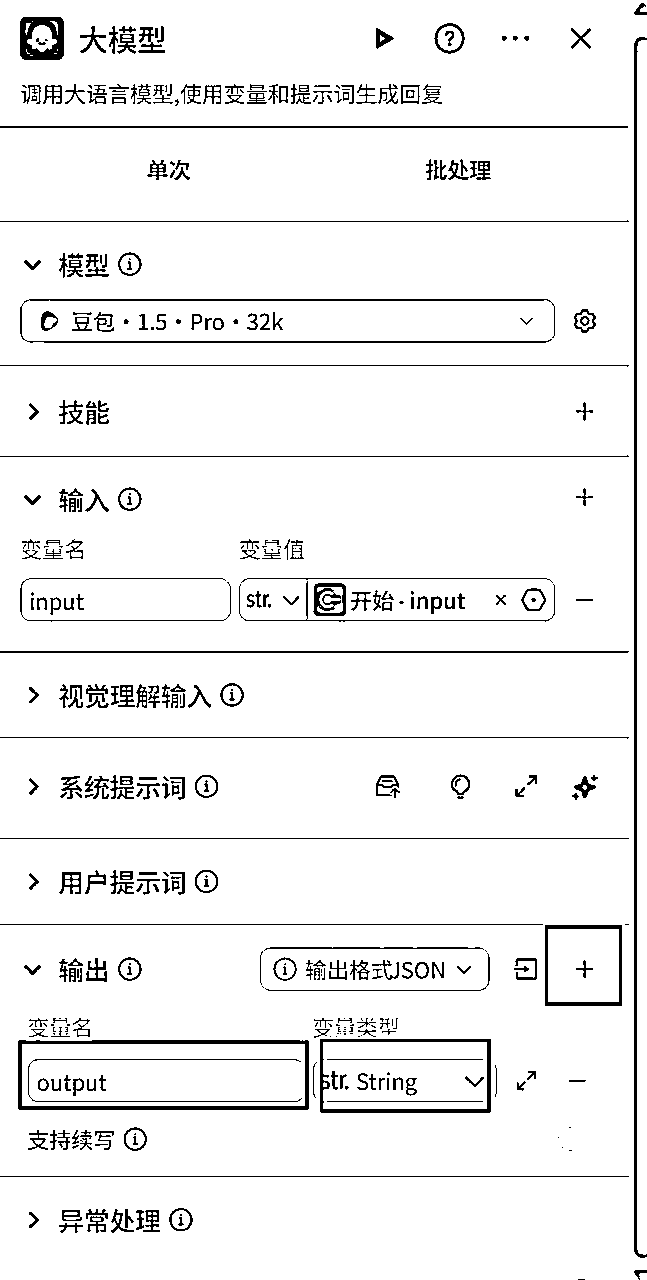 大模型
调用大语言模型,使用变量和提示词生成回复
单次 批处理
模型
豆包・1.5・Pro・32k
技能
输入
变量名 变量值
input str. 开始 - input
视觉理解输入
系统提示词
用户提示词
输出 输出格式JSON
变量名 变量类型
output str. String
支持续写
异常处理